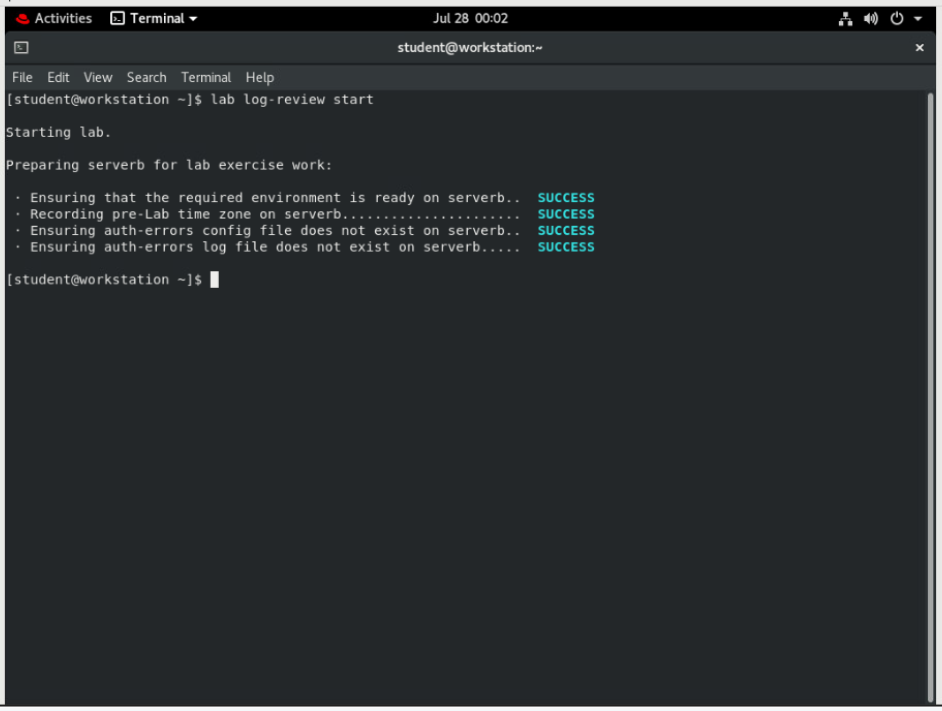 Activities Terminal Jul 28 00:02
student@workstation:~ ×
File Edit View Search Terminal Help
[student@workstation ~]$ lab log-review start
Starting lab.
Preparing serverb for lab exercise work:
· Ensuring that the required environment is ready on serverb.. SUCCESS
· Recording pre-Lab time zone on serverb...................... SUCCESS
· Ensuring auth-errors config file does not exist on serverb.. SUCCESS
· Ensuring auth-errors log file does not exist on serverb..... SUCCESS
[student@workstation ~]$